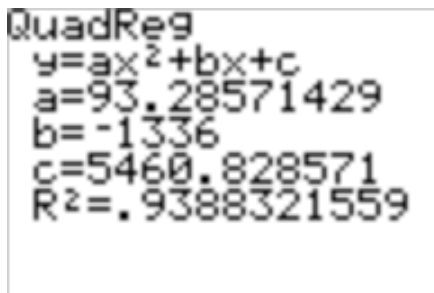 QuadReg
y=ax²+bx+c
a=93.28571429
b=-1336
c=5460.828571
R²=.9388321559